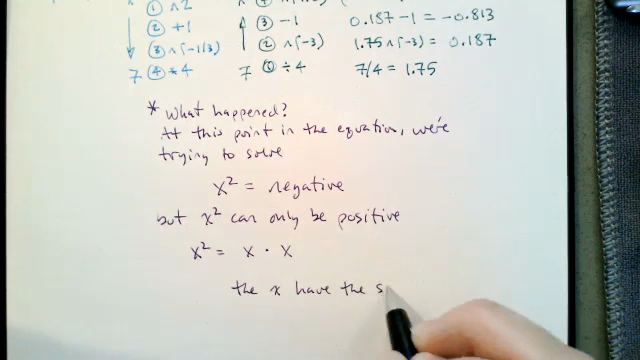 ① ^2
② +1
③ ^(-1/3)
7 ④ * 4
③ -1
② ^(-3)
7 ① ÷ 4
0.187 - 1 = -0.813
1.75 ^(-3) = 0.187
7/4 = 1.75
* What happened?
At this point in the equation, we're
trying to solve
x² = negative
but x² can only be positive
x² = x · x
the x have the s